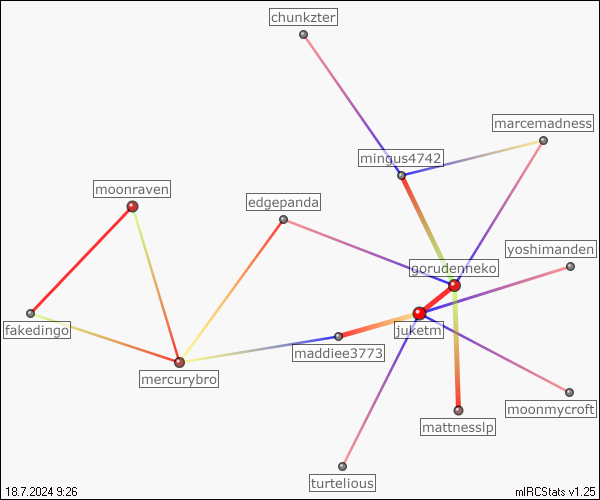 chunkzter
marcemadness
mingus4742
moonraven
edgepanda
yoshimanden
gorudenneko
fakedingo
juketm
maddiee3773
mercurybro
moonmycroft
mattnesslp
turtelious
18.7.2024 9:26
mIRCStats v1.25